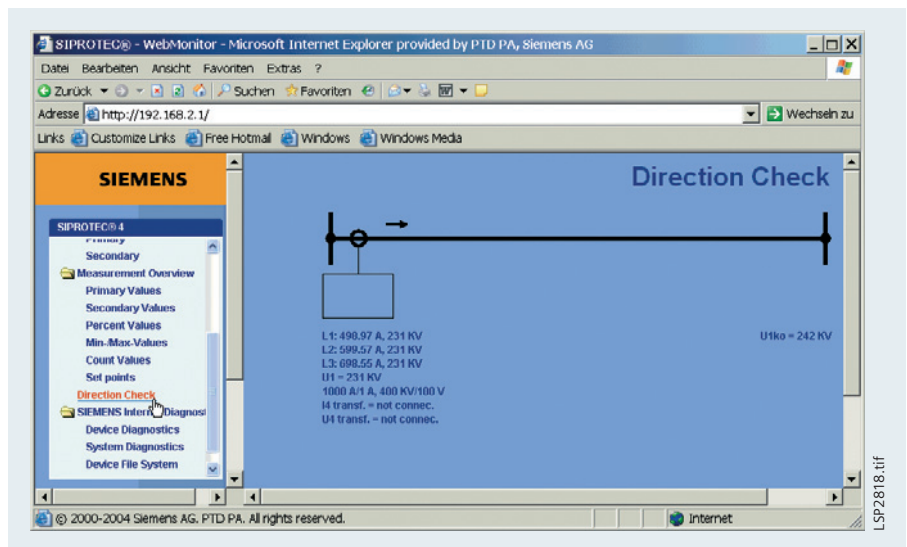 SIPROTEC® - WebMonitor - Microsoft Internet Explorer provided by PTD PA, Siemens AG
Datei Bearbeiten Ansicht Favoriten Extras ?
Zurück Suchen Favoriten
Adresse http://192.168.2.1/ Wechseln zu
Links Customize Links Free Hotmail Windows Windows Media
SIEMENS
SIPROTEC® 4
Primary
Secondary
Measurement Overview
Primary Values
Secondary Values
Percent Values
Min-/Max-Values
Count Values
Set points
Direction Check
SIEMENS Intern Diagnost
Device Diagnostics
System Diagnostics
Device File System
Direction Check
L1: 498.97 A, 231 KV
L2: 599.57 A, 231 KV
L3: 698.55 A, 231 KV
U1 = 231 KV
1000 A/1 A, 400 KV/100 V
I4 transf. = not connec.
U4 transf. = not connec.
U1ko = 242 KV
© 2000-2004 Siemens AG. PTD PA. All rights reserved.
Internet
LSP2818.tif